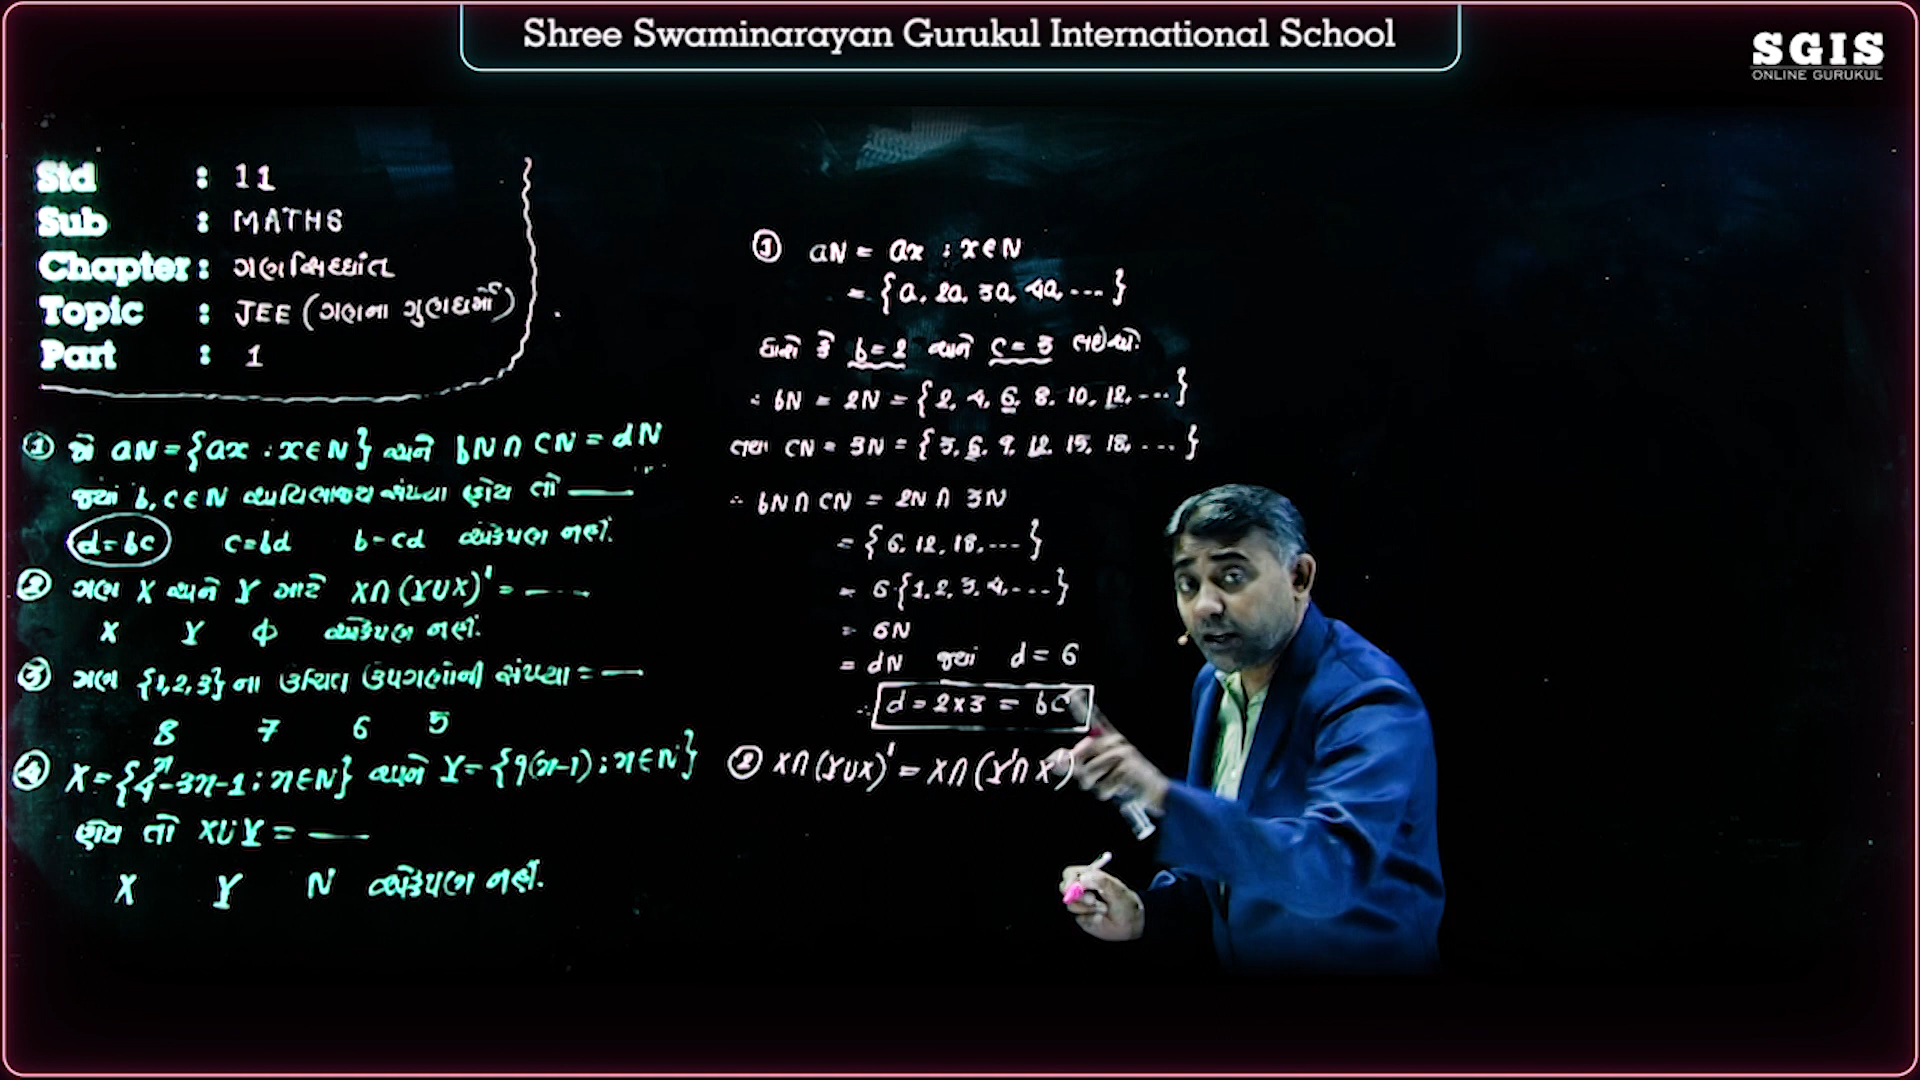 Shree Swaminarayan Gurukul International School
SGIS
ONLINE GURUKUL
Std : 11
Sub : MATHS
Chapter : ગણસિદ્ધાંત
Topic : JEE (ગણના ગુણધર્મો)
Part : 1
① જો aN = {ax : x ∈ N} અને bN ∩ CN = dN
જ્યાં b, c ∈ N અવિભાજ્ય સંખ્યા હોય તો ——
d = bc c = bd b = cd એકેપણ નહીં.
② ગણ X અને Y માટે X∩(Y∪X)' = -----
X Y ф એકેપણ નહીં.
③ ગણ {1,2,3} ના ઉચિત ઉપગણોની સંખ્યા = ——
8 7 6 5
④ X = {4ⁿ-3n-1 ; n ∈ N} અને Y = {9(n-1) ; n ∈ N}
હોય તો X∪Y = ——
X Y N એકેપણ નહીં.
① aN = ax : x ∈ N
= {a, 2a, 3a, 4a, ...}
ધારો કે b = 2 અને c = 3 લઈએ.
∴ bN = 2N = {2, 4, 6, 8, 10, 12, ...}
તથા CN = 3N = {3, 6, 9, 12, 15, 18, ...}
∴ bN ∩ CN = 2N ∩ 3N
= {6, 12, 18, ...}
= 6{1, 2, 3, 4, ...}
= 6N
= dN જ્યાં d = 6
∴ d = 2×3 = bc
② X∩(Y∪X)' = X∩(Y'∩X')